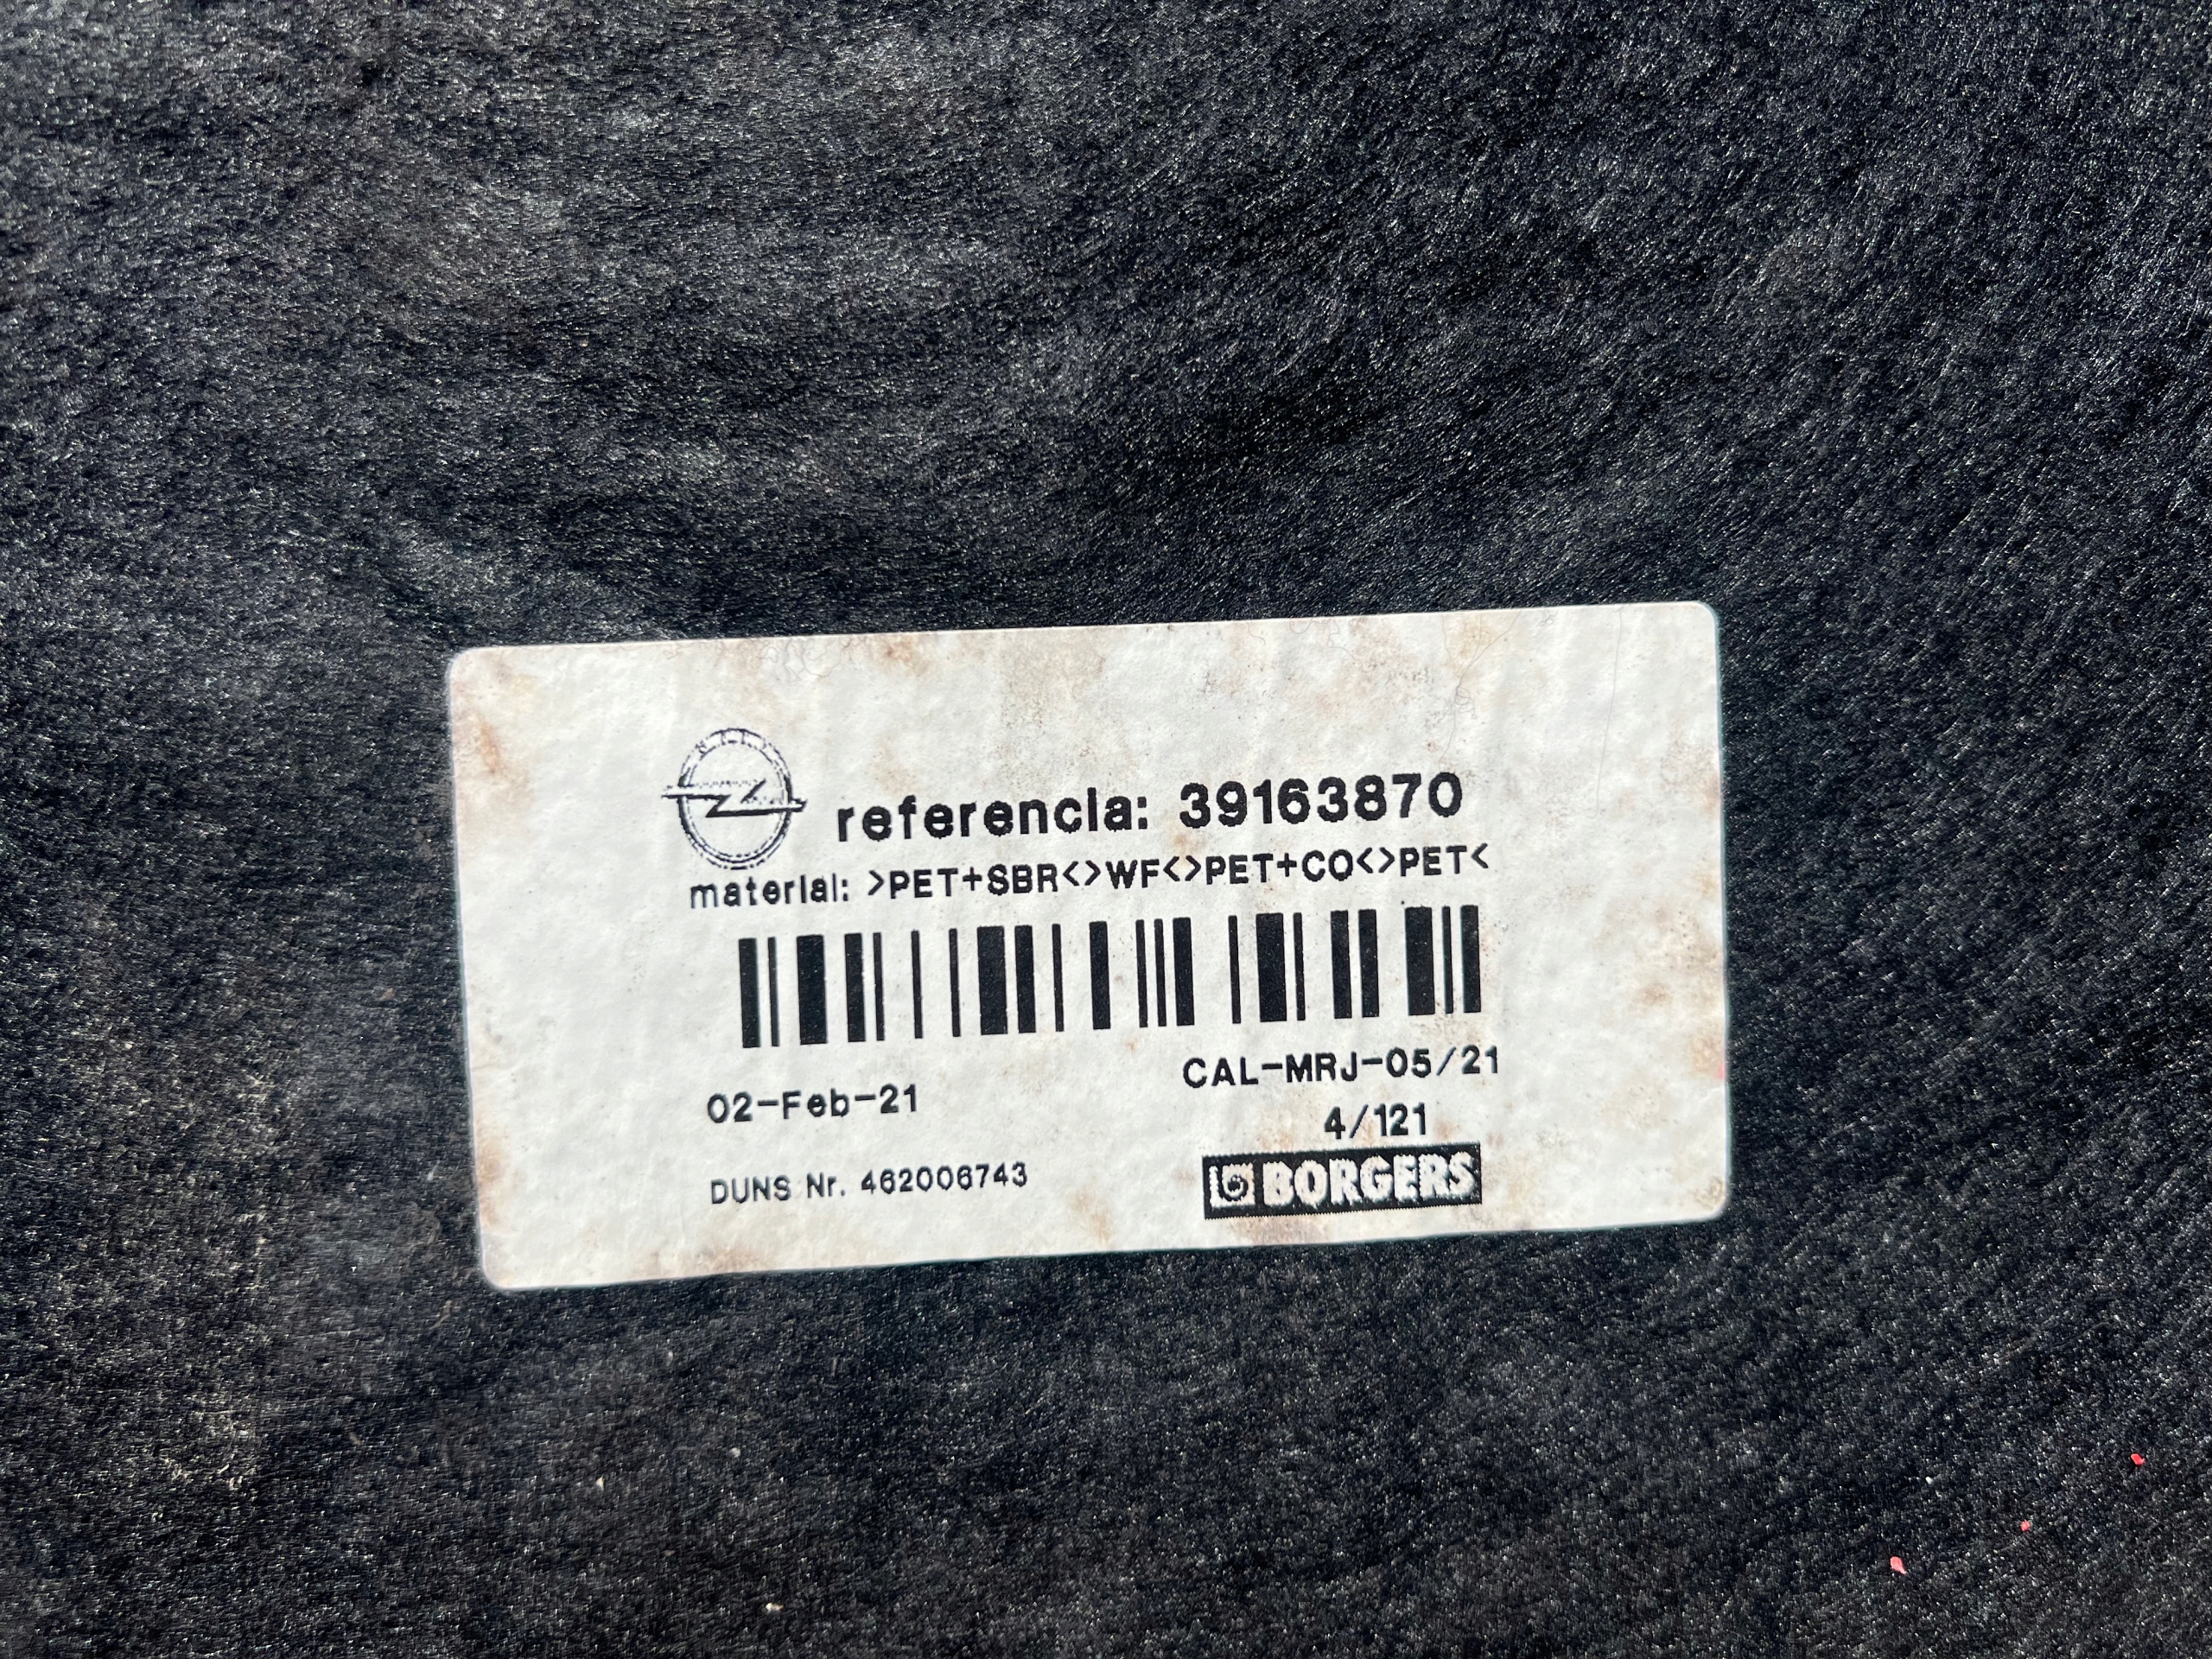 referencia: 39163870
material: >PET+SBR<>WF<>PET+CO<>PET<
02-Feb-21
CAL-MRJ-05/21
4/121
DUNS Nr. 462006743
BORGERS